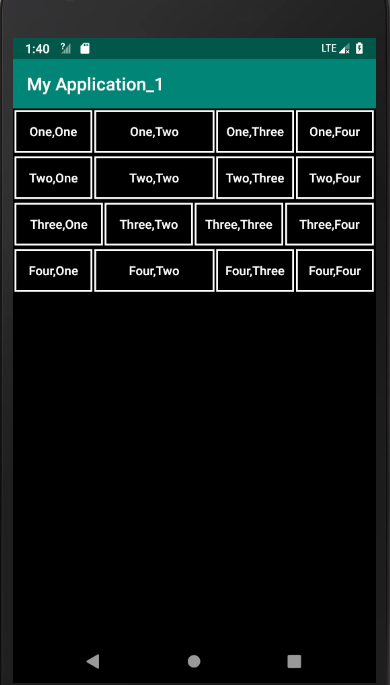 1:40 ? LTE
My Application_1
One,One One,Two One,Three One,Four
Two,One Two,Two Two,Three Two,Four
Three,One Three,Two Three,Three Three,Four
Four,One Four,Two Four,Three Four,Four